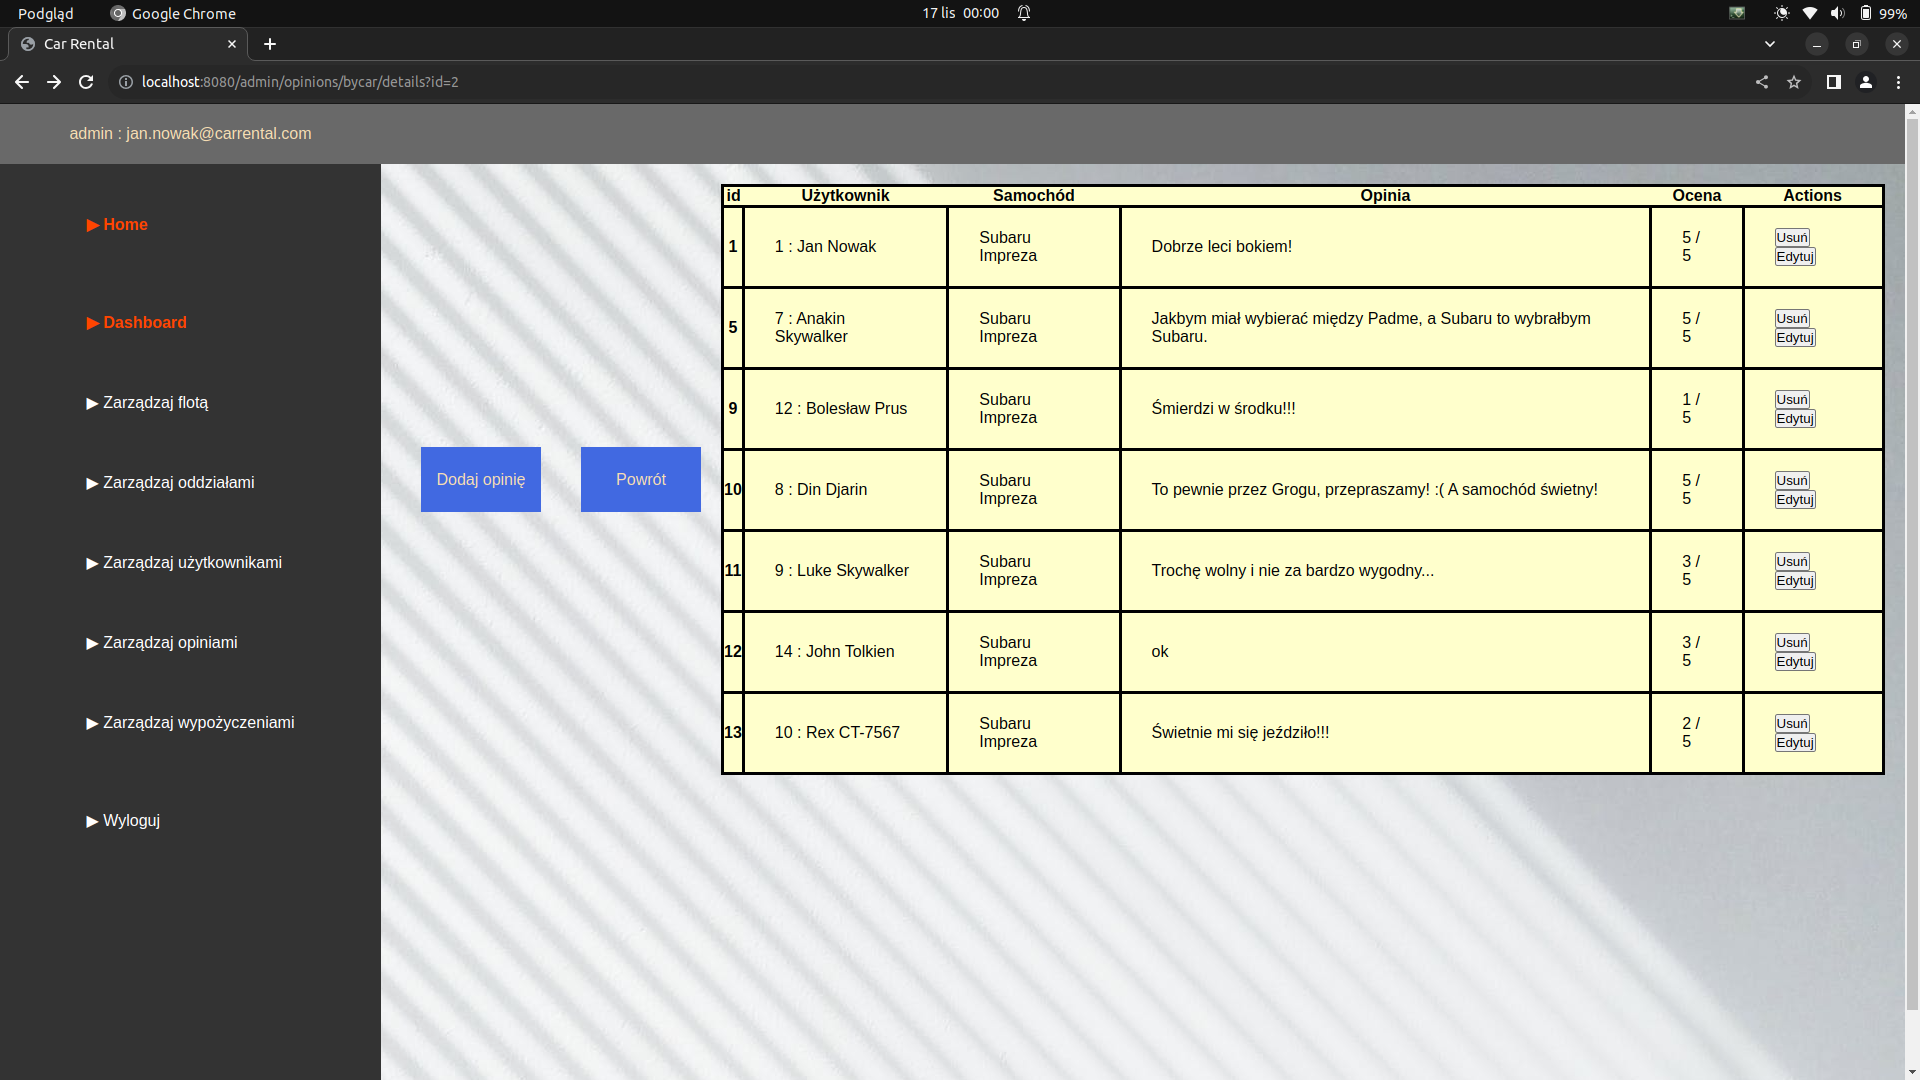 Podgląd Google Chrome 17 lis 00:00 99%
Car Rental
localhost:8080/admin/opinions/bycar/details?id=2
admin : jan.nowak@carrental.com
▶ Home
▶ Dashboard
▶ Zarządzaj flotą
▶ Zarządzaj oddziałami
▶ Zarządzaj użytkownikami
▶ Zarządzaj opiniami
▶ Zarządzaj wypożyczeniami
▶ Wyloguj
Dodaj opinię
Powrót
id Użytkownik Samochód Opinia Ocena Actions
1
1 : Jan Nowak
Subaru
Impreza
Dobrze leci bokiem!
5 /
5
Usuń
Edytuj
5
7 : Anakin
Skywalker
Subaru
Impreza
Jakbym miał wybierać między Padme, a Subaru to wybrałbym
Subaru.
5 /
5
Usuń
Edytuj
9
12 : Bolesław Prus
Subaru
Impreza
Śmierdzi w środku!!!
1 /
5
Usuń
Edytuj
10
8 : Din Djarin
Subaru
Impreza
To pewnie przez Grogu, przepraszamy! :( A samochód świetny!
5 /
5
Usuń
Edytuj
11
9 : Luke Skywalker
Subaru
Impreza
Trochę wolny i nie za bardzo wygodny...
3 /
5
Usuń
Edytuj
12
14 : John Tolkien
Subaru
Impreza
ok
3 /
5
Usuń
Edytuj
13
10 : Rex CT-7567
Subaru
Impreza
Świetnie mi się jeździło!!!
2 /
5
Usuń
Edytuj